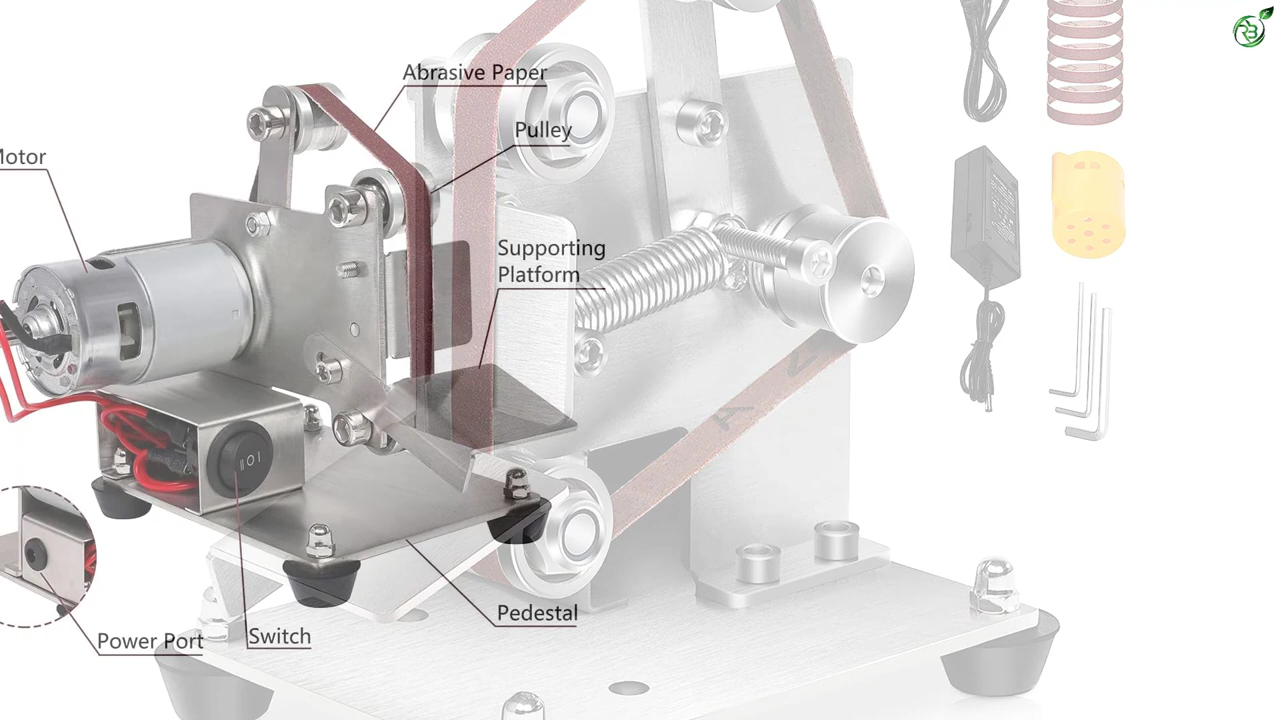 Abrasive Paper
Pulley
Motor
Supporting
Platform
Pedestal
Switch
Power Port